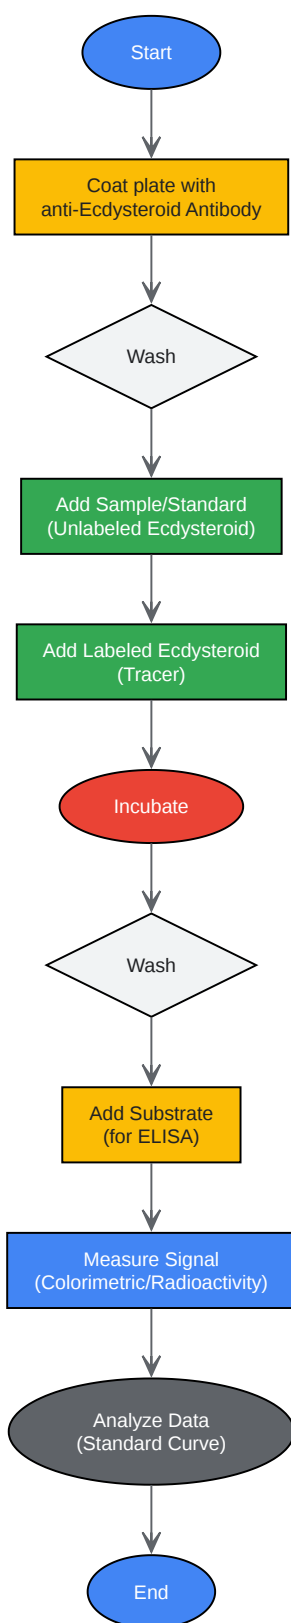 Start
Coat plate with
anti-Ecdysteroid Antibody
Wash
Add Sample/Standard
(Unlabeled Ecdysteroid)
Add Labeled Ecdysteroid
(Tracer)
Incubate
Wash
Add Substrate
(for ELISA)
Measure Signal
(Colorimetric/Radioactivity)
Analyze Data
(Standard Curve)
End